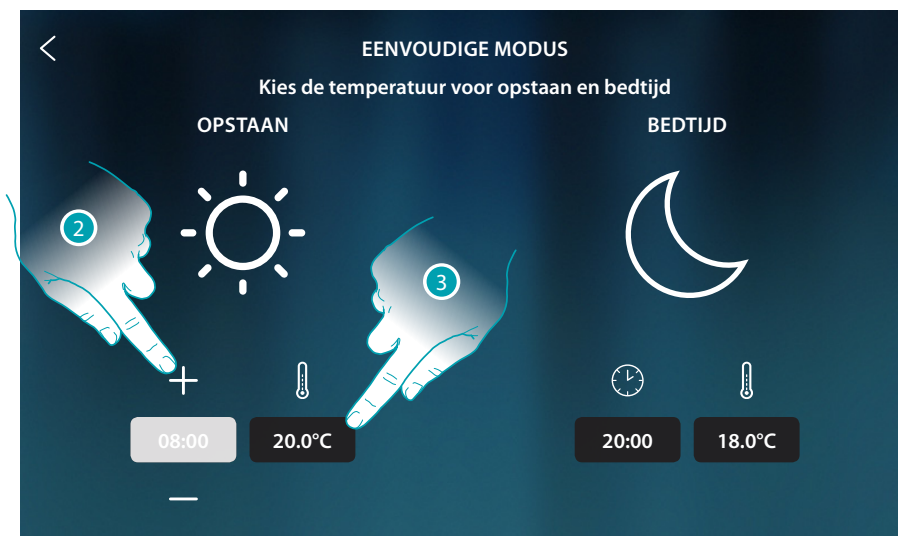 EENVOUDIGE MODUS
Kies de temperatuur voor opstaan en bedtijd
OPSTAAN
BEDTIJD
2
3
08:00
20.0°C
20:00
18.0°C